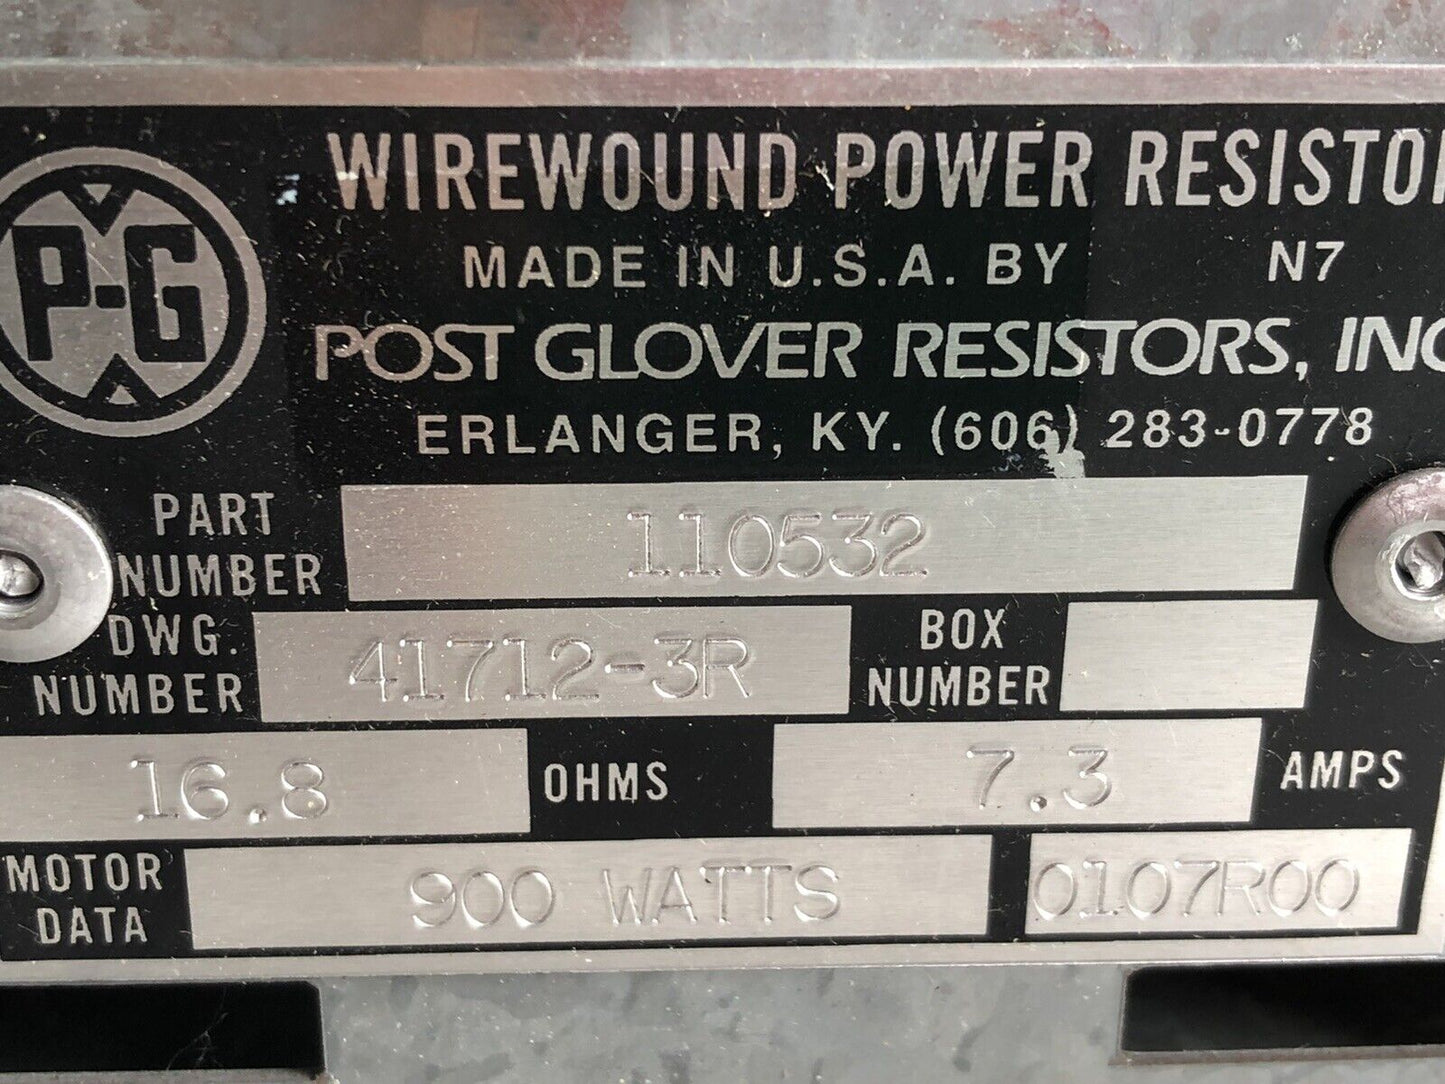 P-G
WIREWOUND POWER RESISTOR
MADE IN U.S.A. BY N7
POST GLOVER RESISTORS, INC
ERLANGER, KY. (606) 283-0778
PART NUMBER 110532
DWG. NUMBER 41712-3R BOX NUMBER
16.8 OHMS 7.3 AMPS
MOTOR DATA 900 WATTS 0107R00